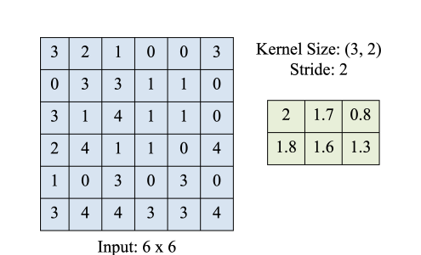 3 2 1 0 0 3
0 3 3 1 1 0
3 1 4 1 1 0
2 4 1 1 0 4
1 0 3 0 3 0
3 4 4 3 3 4
Input: 6 x 6
Kernel Size: (3, 2)
Stride: 2
2 1.7 0.8
1.8 1.6 1.3